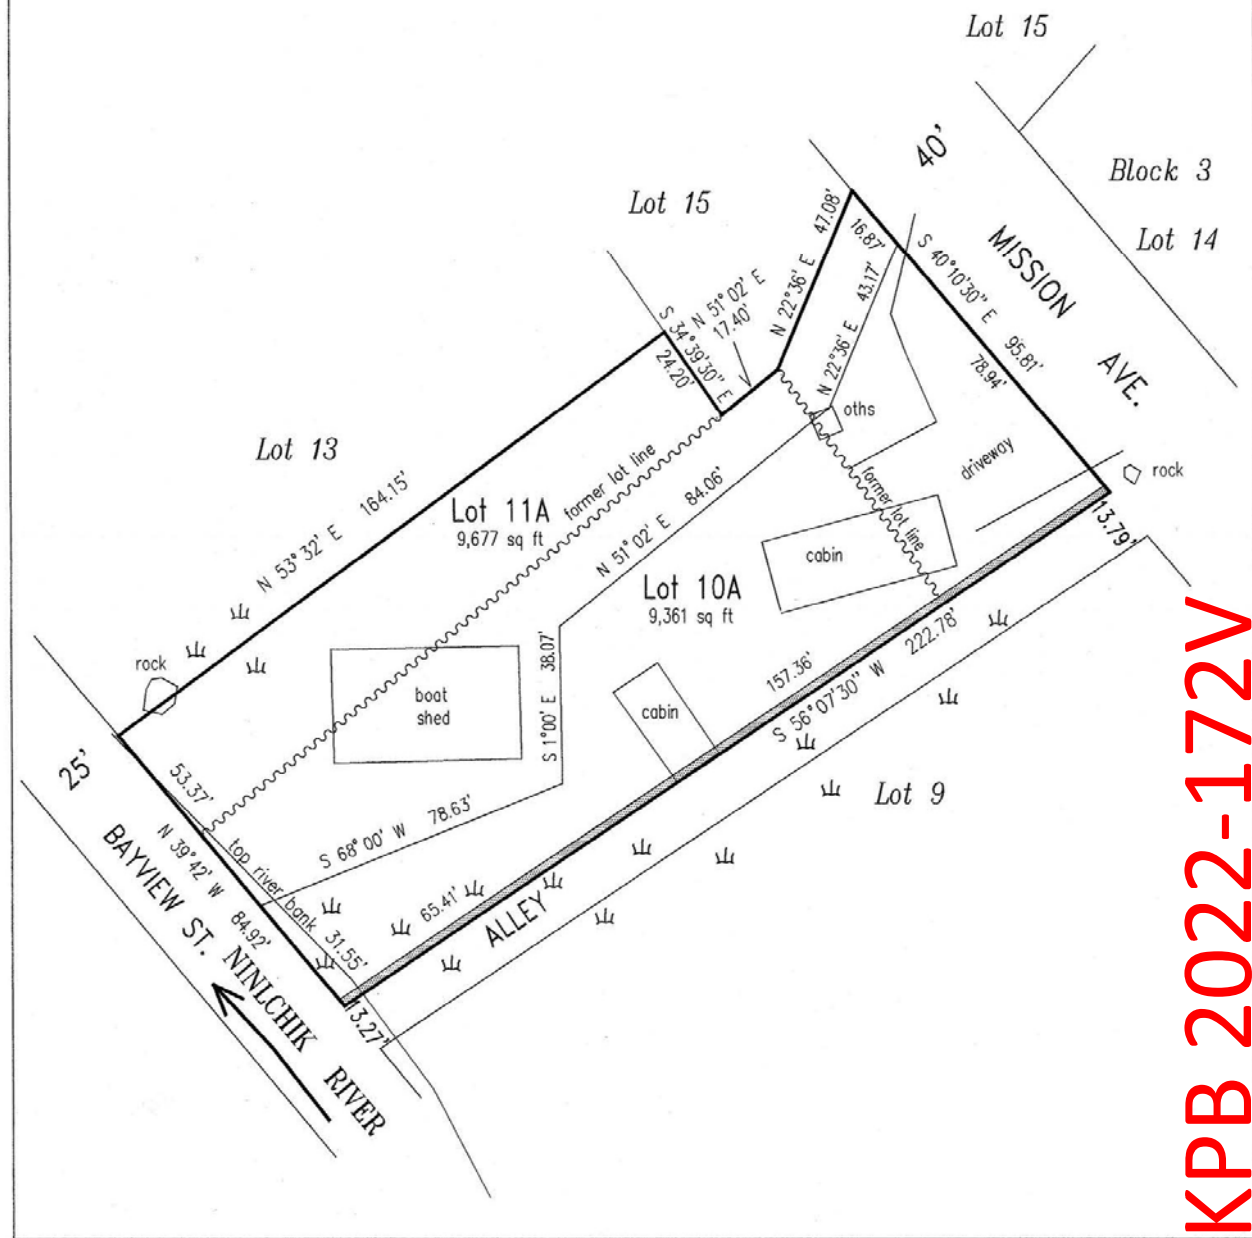 Lot 15
40'
Block 3
Lot 14
MISSION
AVE.
Lot 15
47.08'
16.87'
S 40°10'30" E 95.81'
78.94'
N 22°36' E
43.17'
N 22°36' E
N 51°02' E
17.40'
S 34°39'30" E
24.20'
oths
Lot 13
N 53°32' E 164.15'
former lot line
former lot line
driveway
rock
Lot 11A
9,677 sq ft
84.06'
N 51°02' E
cabin
13.79'
Lot 10A
9,361 sq ft
S 1°00' E 38.07'
rock
boat
shed
cabin
157.36'
S 56°07'30" W 222.78'
25'
53.37'
N 39°42' W 84.92'
top river bank
31.55'
S 68°00' W 78.63'
65.41'
Lot 9
ALLEY
BAYVIEW ST.
NINLCHIK RIVER
13.27'
KPB 2022-172V